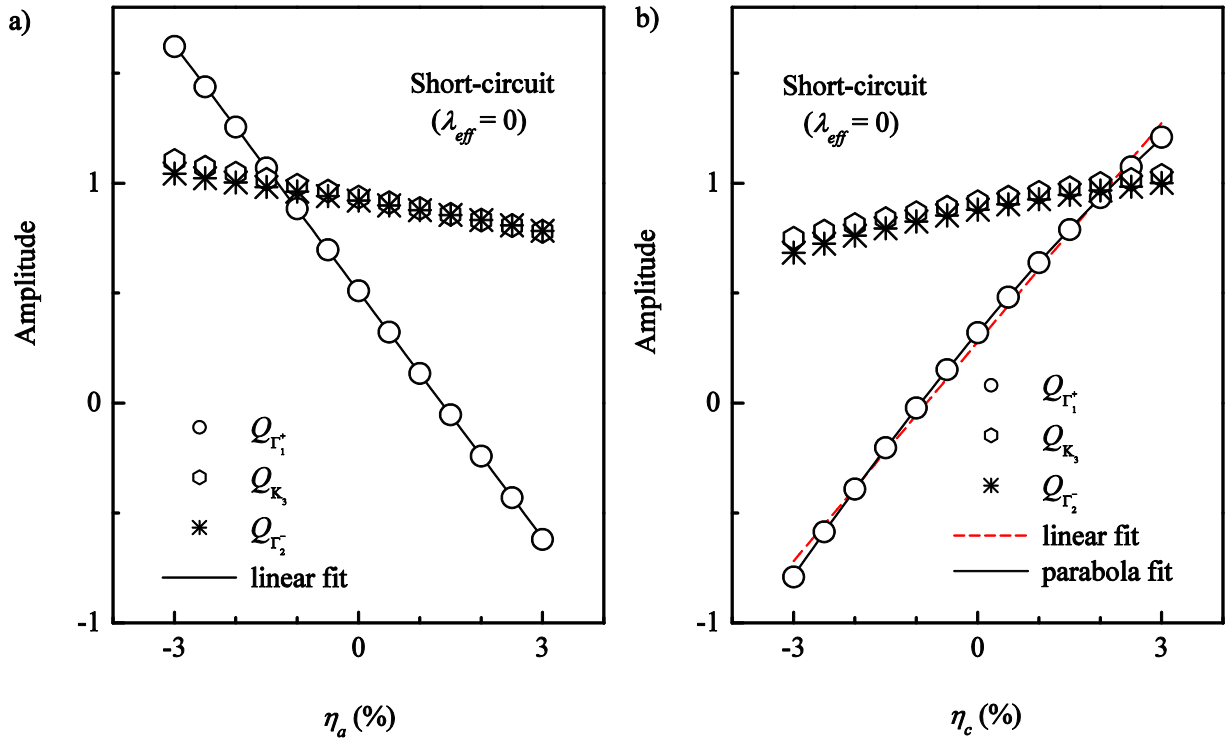 a)
Short-circuit
(λeff = 0)
1
0
-1
Amplitude
QΓ1+
QK3
QΓ2-
linear fit
-3
0
3
ηa (%)
b)
Short-circuit
(λeff = 0)
1
0
-1
Amplitude
QΓ1+
QK3
QΓ2-
linear fit
parabola fit
-3
0
3
ηc (%)